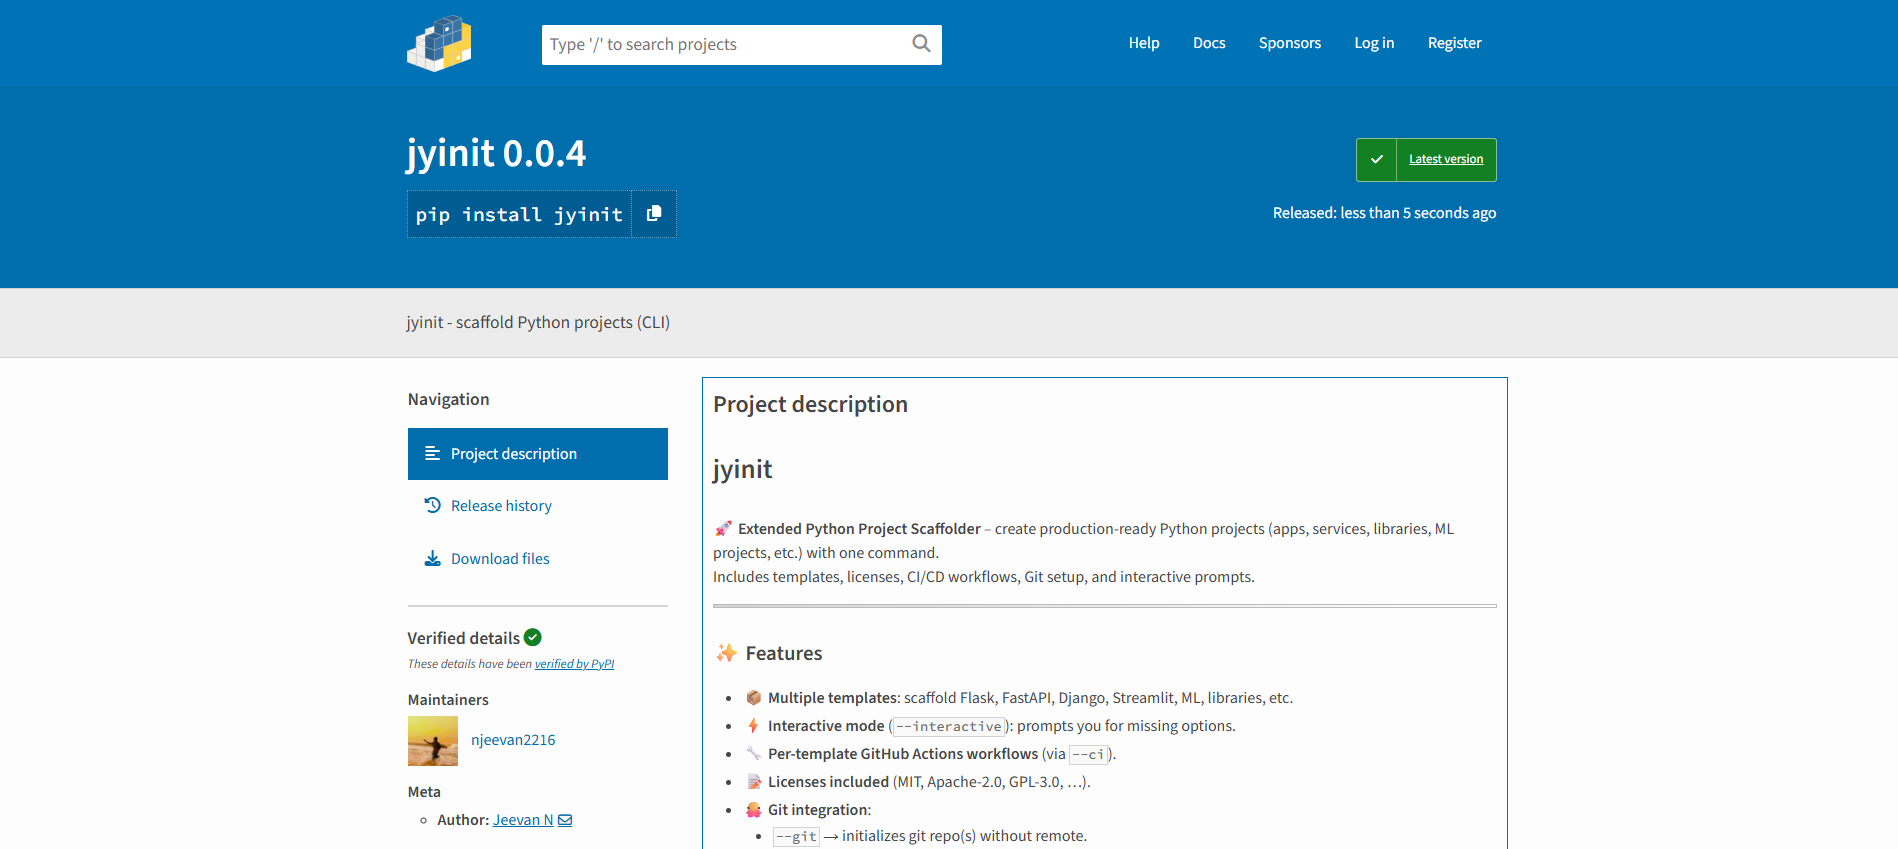 Type '/' to search projects
Help
Docs
Sponsors
Log in
Register
jyinit 0.0.4
pip install jyinit
Latest version
Released: less than 5 seconds ago
jyinit - scaffold Python projects (CLI)
Navigation
Project description
Release history
Download files
Verified details
These details have been verified by PyPI
Maintainers
njeevan2216
Meta
Author: Jeevan N
Project description
jyinit
🚀 Extended Python Project Scaffolder – create production-ready Python projects (apps, services, libraries, ML
projects, etc.) with one command.
Includes templates, licenses, CI/CD workflows, Git setup, and interactive prompts.
✨ Features
📦 Multiple templates: scaffold Flask, FastAPI, Django, Streamlit, ML, libraries, etc.
⚡ Interactive mode (--interactive): prompts you for missing options.
🔧 Per-template GitHub Actions workflows (via --ci).
📝 Licenses included (MIT, Apache-2.0, GPL-3.0, …).
🐙 Git integration:
--git → initializes git repo(s) without remote.